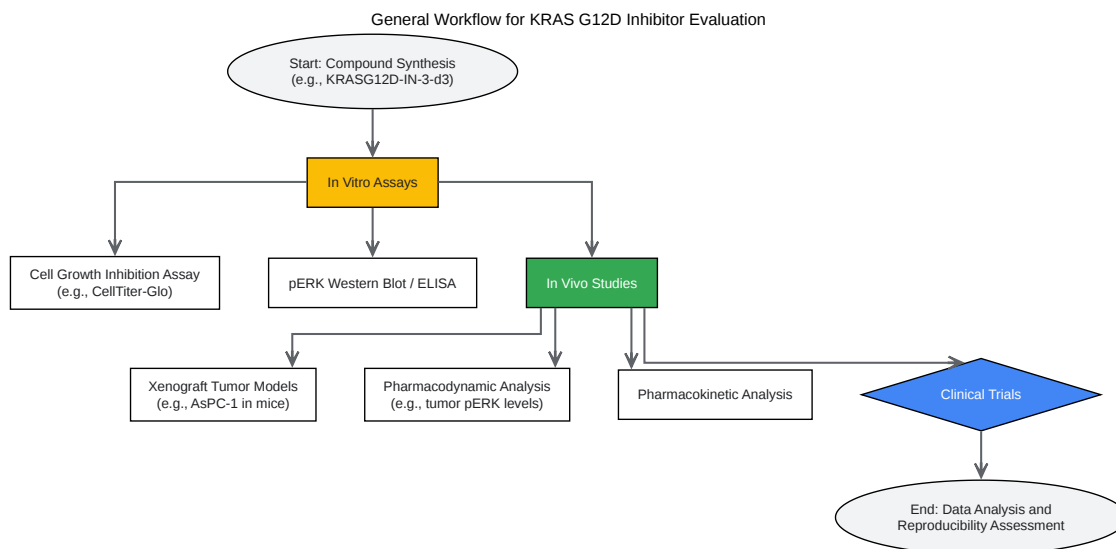 General Workflow for KRAS G12D Inhibitor Evaluation
Start: Compound Synthesis
(e.g., KRASG12D-IN-3-d3)
In Vitro Assays
Cell Growth Inhibition Assay
(e.g., CellTiter-Glo)
pERK Western Blot / ELISA
In Vivo Studies
Xenograft Tumor Models
(e.g., AsPC-1 in mice)
Pharmacodynamic Analysis
(e.g., tumor pERK levels)
Pharmacokinetic Analysis
Clinical Trials
End: Data Analysis and
Reproducibility Assessment